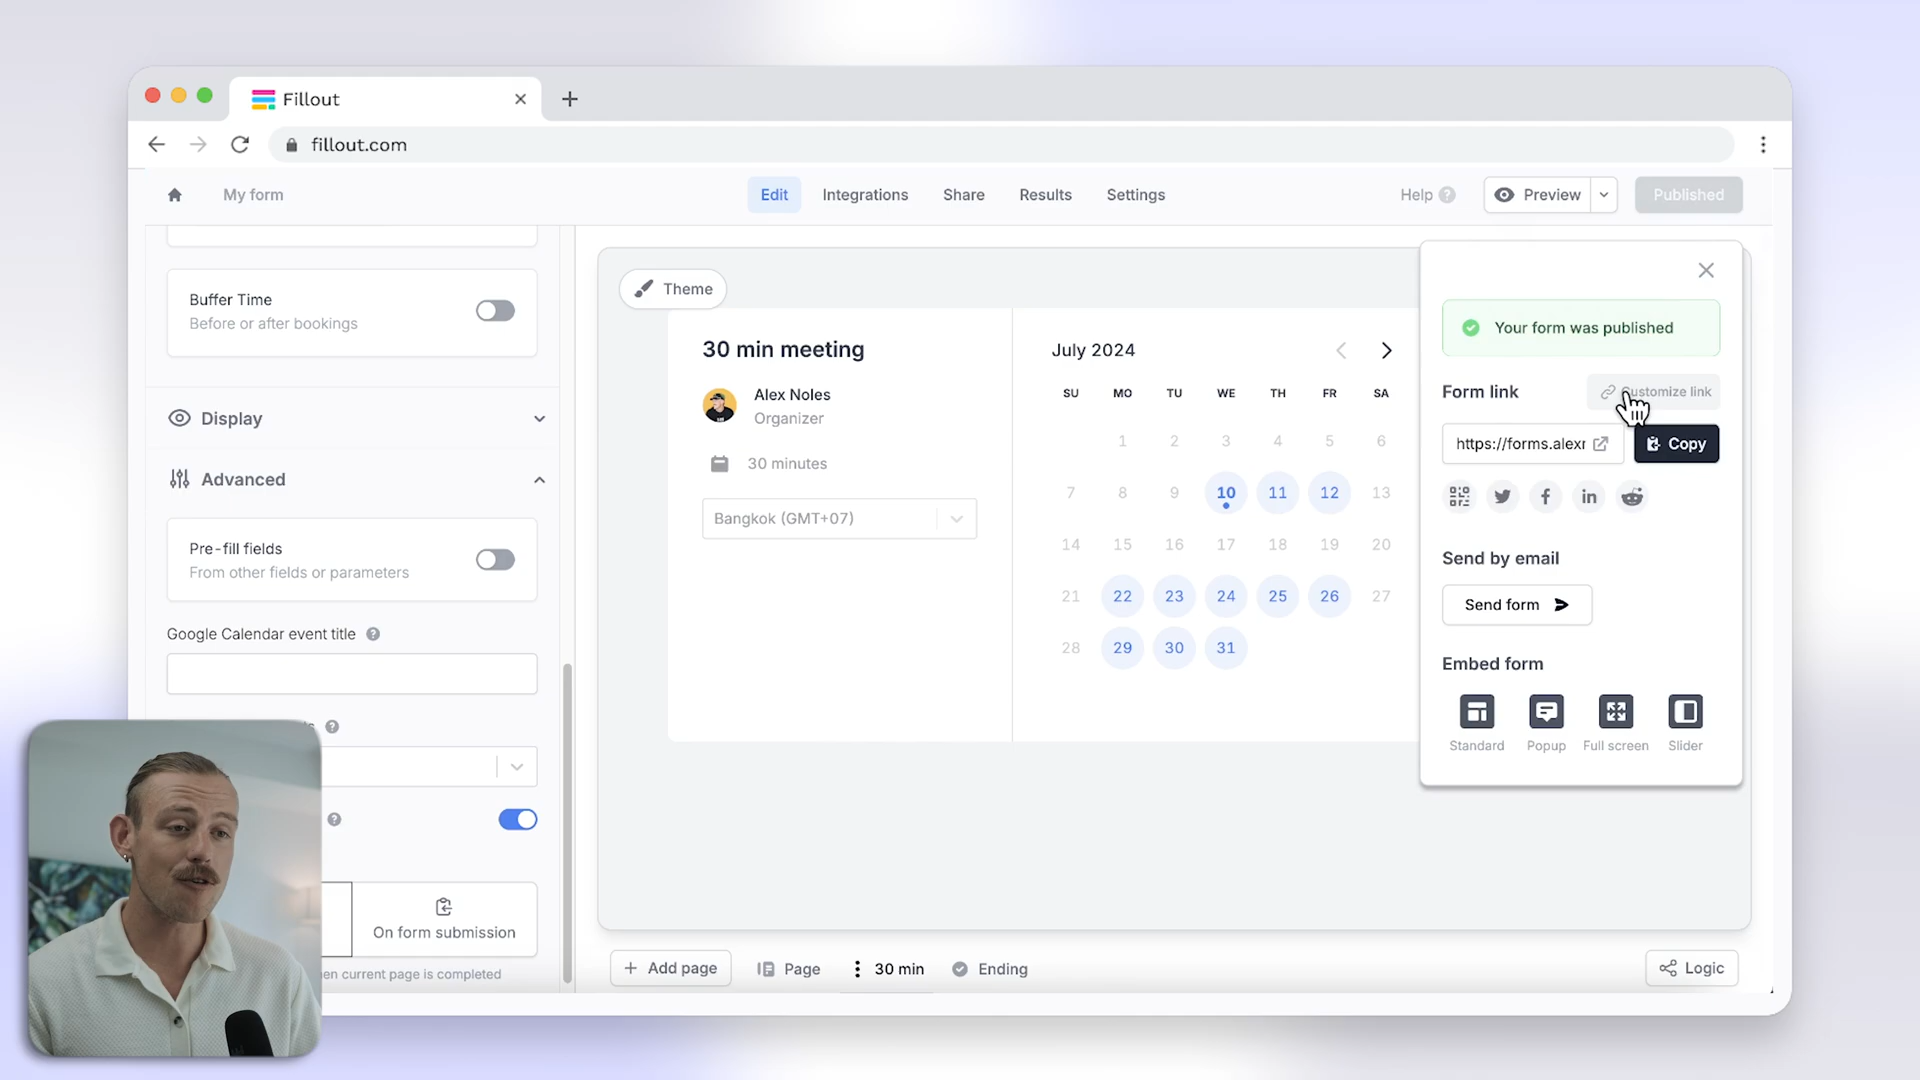 Fillout
fillout.com
My form
Edit
Integrations
Share
Results
Settings
Help
Preview
Published
Buffer Time
Before or after bookings
Display
Advanced
Pre-fill fields
From other fields or parameters
Google Calendar event title
On form submission
en current page is completed
Theme
30 min meeting
Alex Noles
Organizer
30 minutes
Bangkok (GMT+07)
July 2024
SU MO TU WE TH FR SA
1 2 3 4 5 6
7 8 9 10 11 12 13
14 15 16 17 18 19 20
21 22 23 24 25 26 27
28 29 30 31
Your form was published
Form link
Customize link
https://forms.alexr
Copy
Send by email
Send form
Embed form
Standard
Popup
Full screen
Slider
Add page
Page
30 min
Ending
Logic